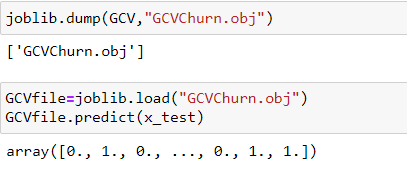 joblib.dump(GCV,"GCVChurn.obj")
['GCVChurn.obj']
GCVfile=joblib.load("GCVChurn.obj")
GCVfile.predict(x_test)
array([0., 1., 0., ..., 0., 1., 1.])